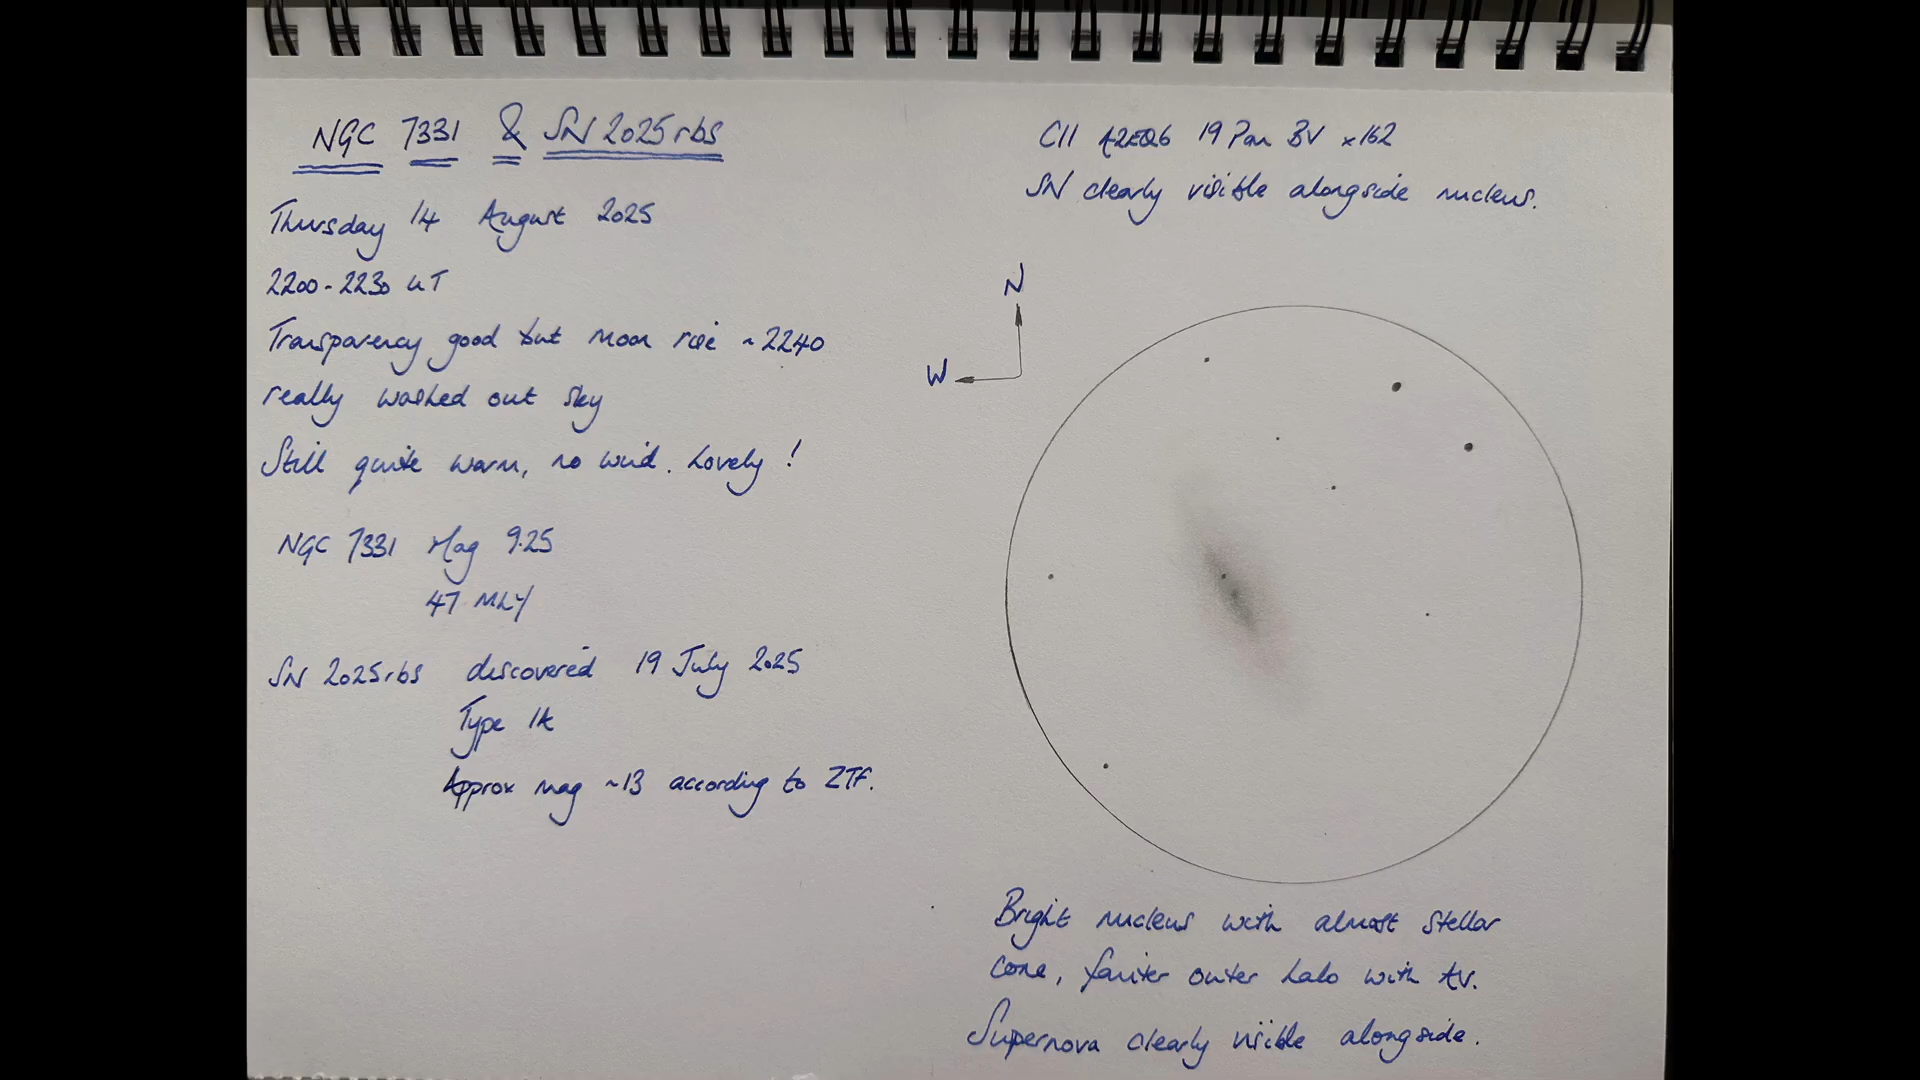 NGC 7331 & SN 2025rbs
Thursday 14 August 2025
2200-2230 UT
Transparency good but moon rise ~2240
really washed out sky
Still quite warm, no wind. Lovely!
NGC 7331 Mag 9.25
47 MLY
SN 2025rbs discovered 19 July 2025
Type
Approx mag ~13 according to ZTF.
C11 AZEQ6 19 Pan BV x162
SN clearly visible alongside nucleus.
N
W
Bright nucleus with almost stellar
core, fainter outer halo with AV.
Supernova clearly visible alongside.